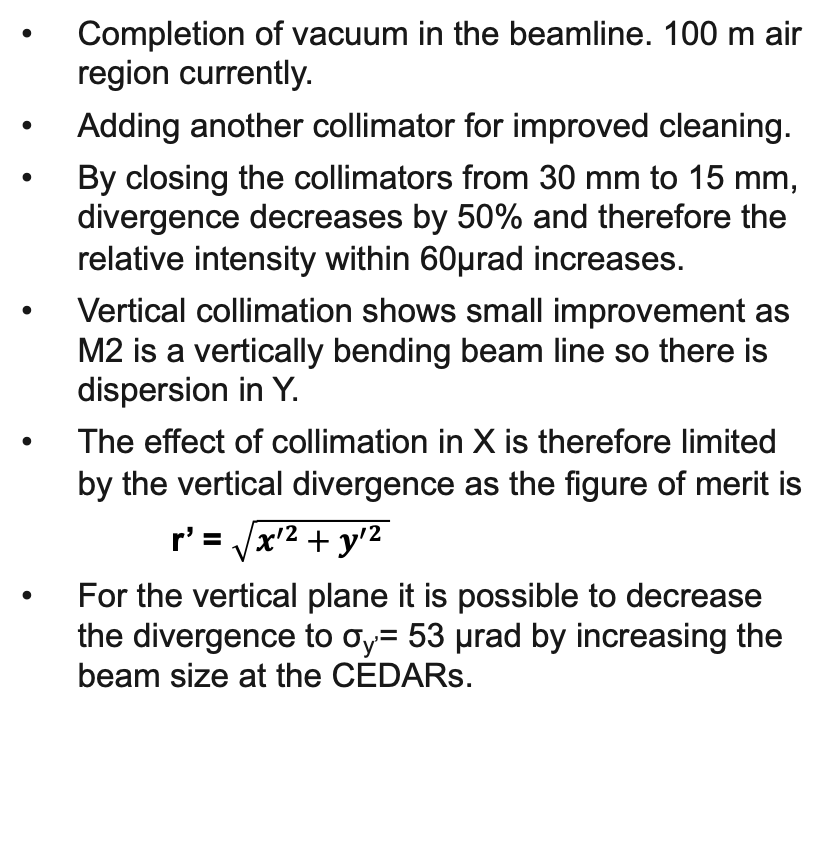 • Completion of vacuum in the beamline. 100 m air
region currently.
• Adding another collimator for improved cleaning.
• By closing the collimators from 30 mm to 15 mm,
divergence decreases by 50% and therefore the
relative intensity within 60μrad increases.
• Vertical collimation shows small improvement as
M2 is a vertically bending beam line so there is
dispersion in Y.
• The effect of collimation in X is therefore limited
by the vertical divergence as the figure of merit is
r’ = √(x′² + y′²)
• For the vertical plane it is possible to decrease
the divergence to σy’= 53 μrad by increasing the
beam size at the CEDARs.